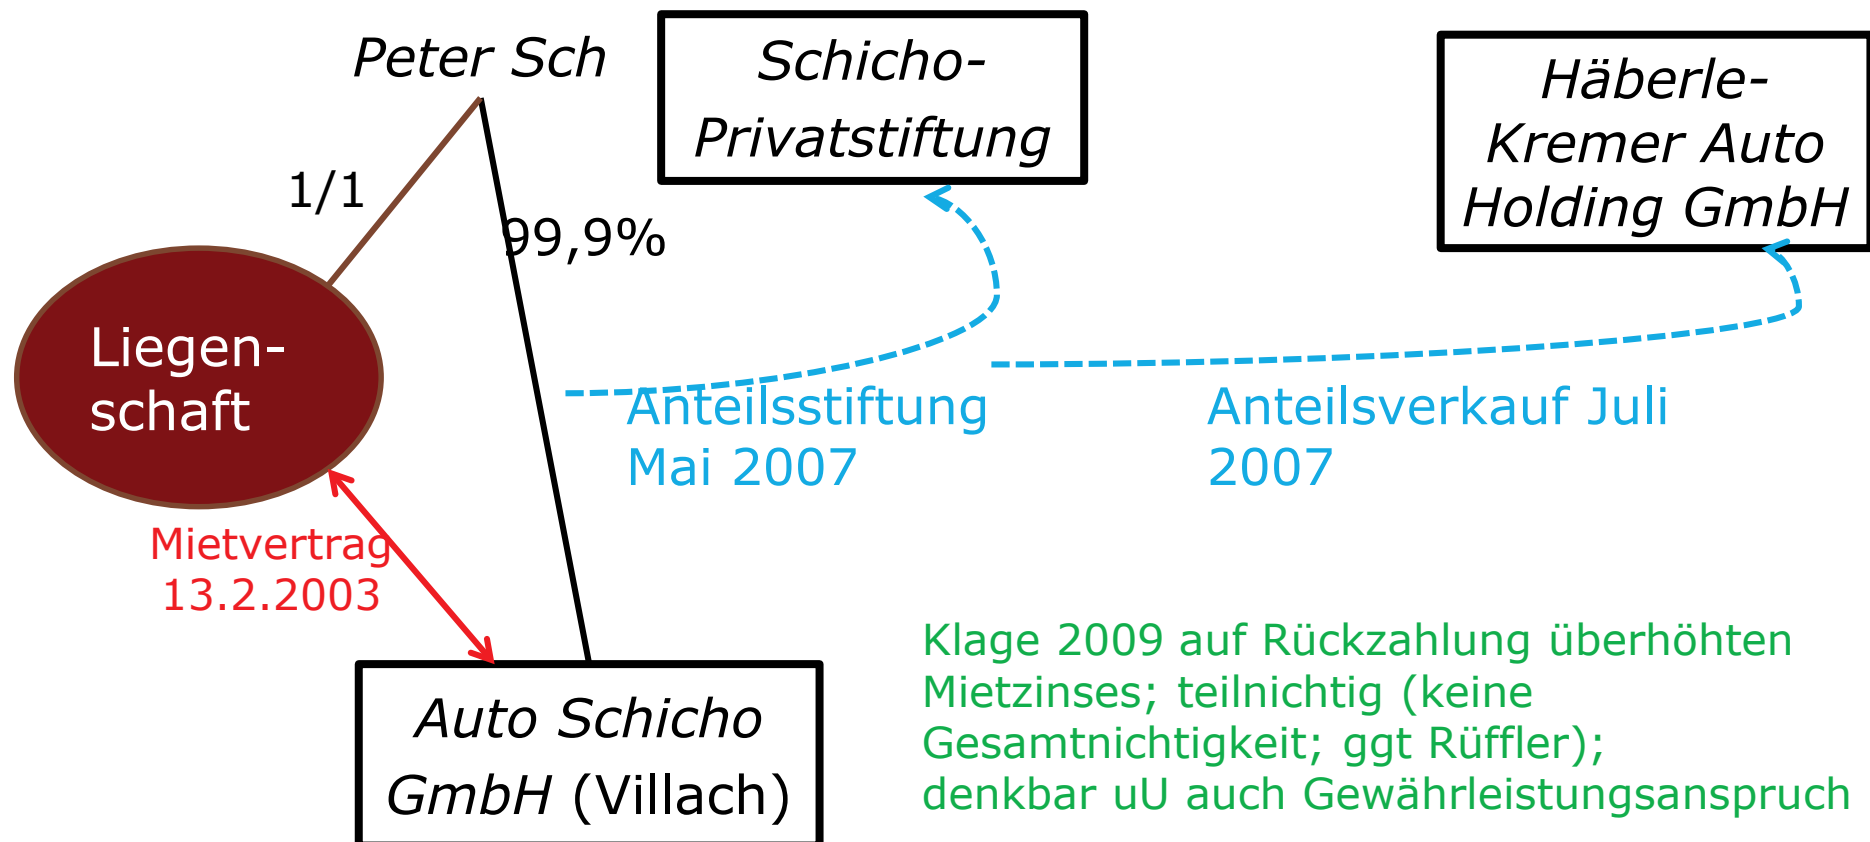 Peter Sch
Schicho-
Privatstiftung
Häberle-
Kremer Auto
Holding GmbH
1/1
99,9%
Liegen-
schaft
Anteilsstiftung
Mai 2007
Anteilsverkauf Juli
2007
Mietvertrag
13.2.2003
Auto Schicho
GmbH (Villach)
Klage 2009 auf Rückzahlung überhöhten
Mietzinses; teilnichtig (keine
Gesamtnichtigkeit; ggt Rüffler);
denkbar uU auch Gewährleistungsanspruch